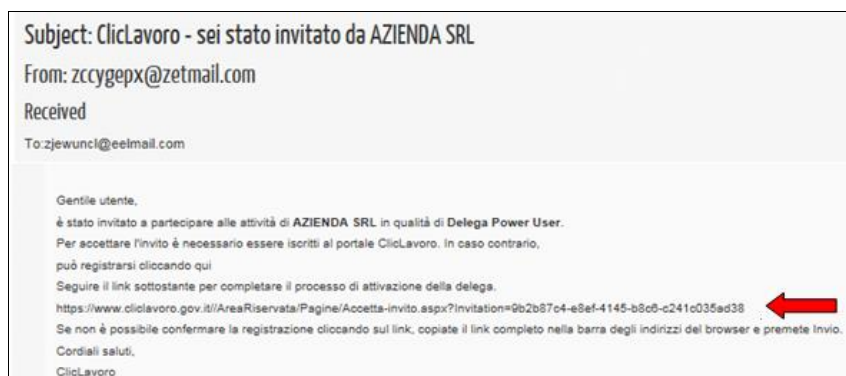 Subject: ClicLavoro - sei stato invitato da AZIENDA SRL
From: zccygepx@zetmail.com
Received
To:zjewuncl@eelmail.com
Gentile utente,
è stato invitato a partecipare alle attività di AZIENDA SRL in qualità di Delega Power User.
Per accettare l'invito è necessario essere iscritti al portale ClicLavoro. In caso contrario,
può registrarsi cliccando qui
Seguire il link sottostante per completare il processo di attivazione della delega.
https://www.cliclavoro.gov.it//AreaRiservata/Pagine/Accetta-invito.aspx?Invitation=9b2b87c4-e8ef-4145-b8c6-c241c035ad38
Se non è possibile confermare la registrazione cliccando sul link, copiate il link completo nella barra degli indirizzi del browser e premete Invio.
Cordiali saluti,
ClicLavoro